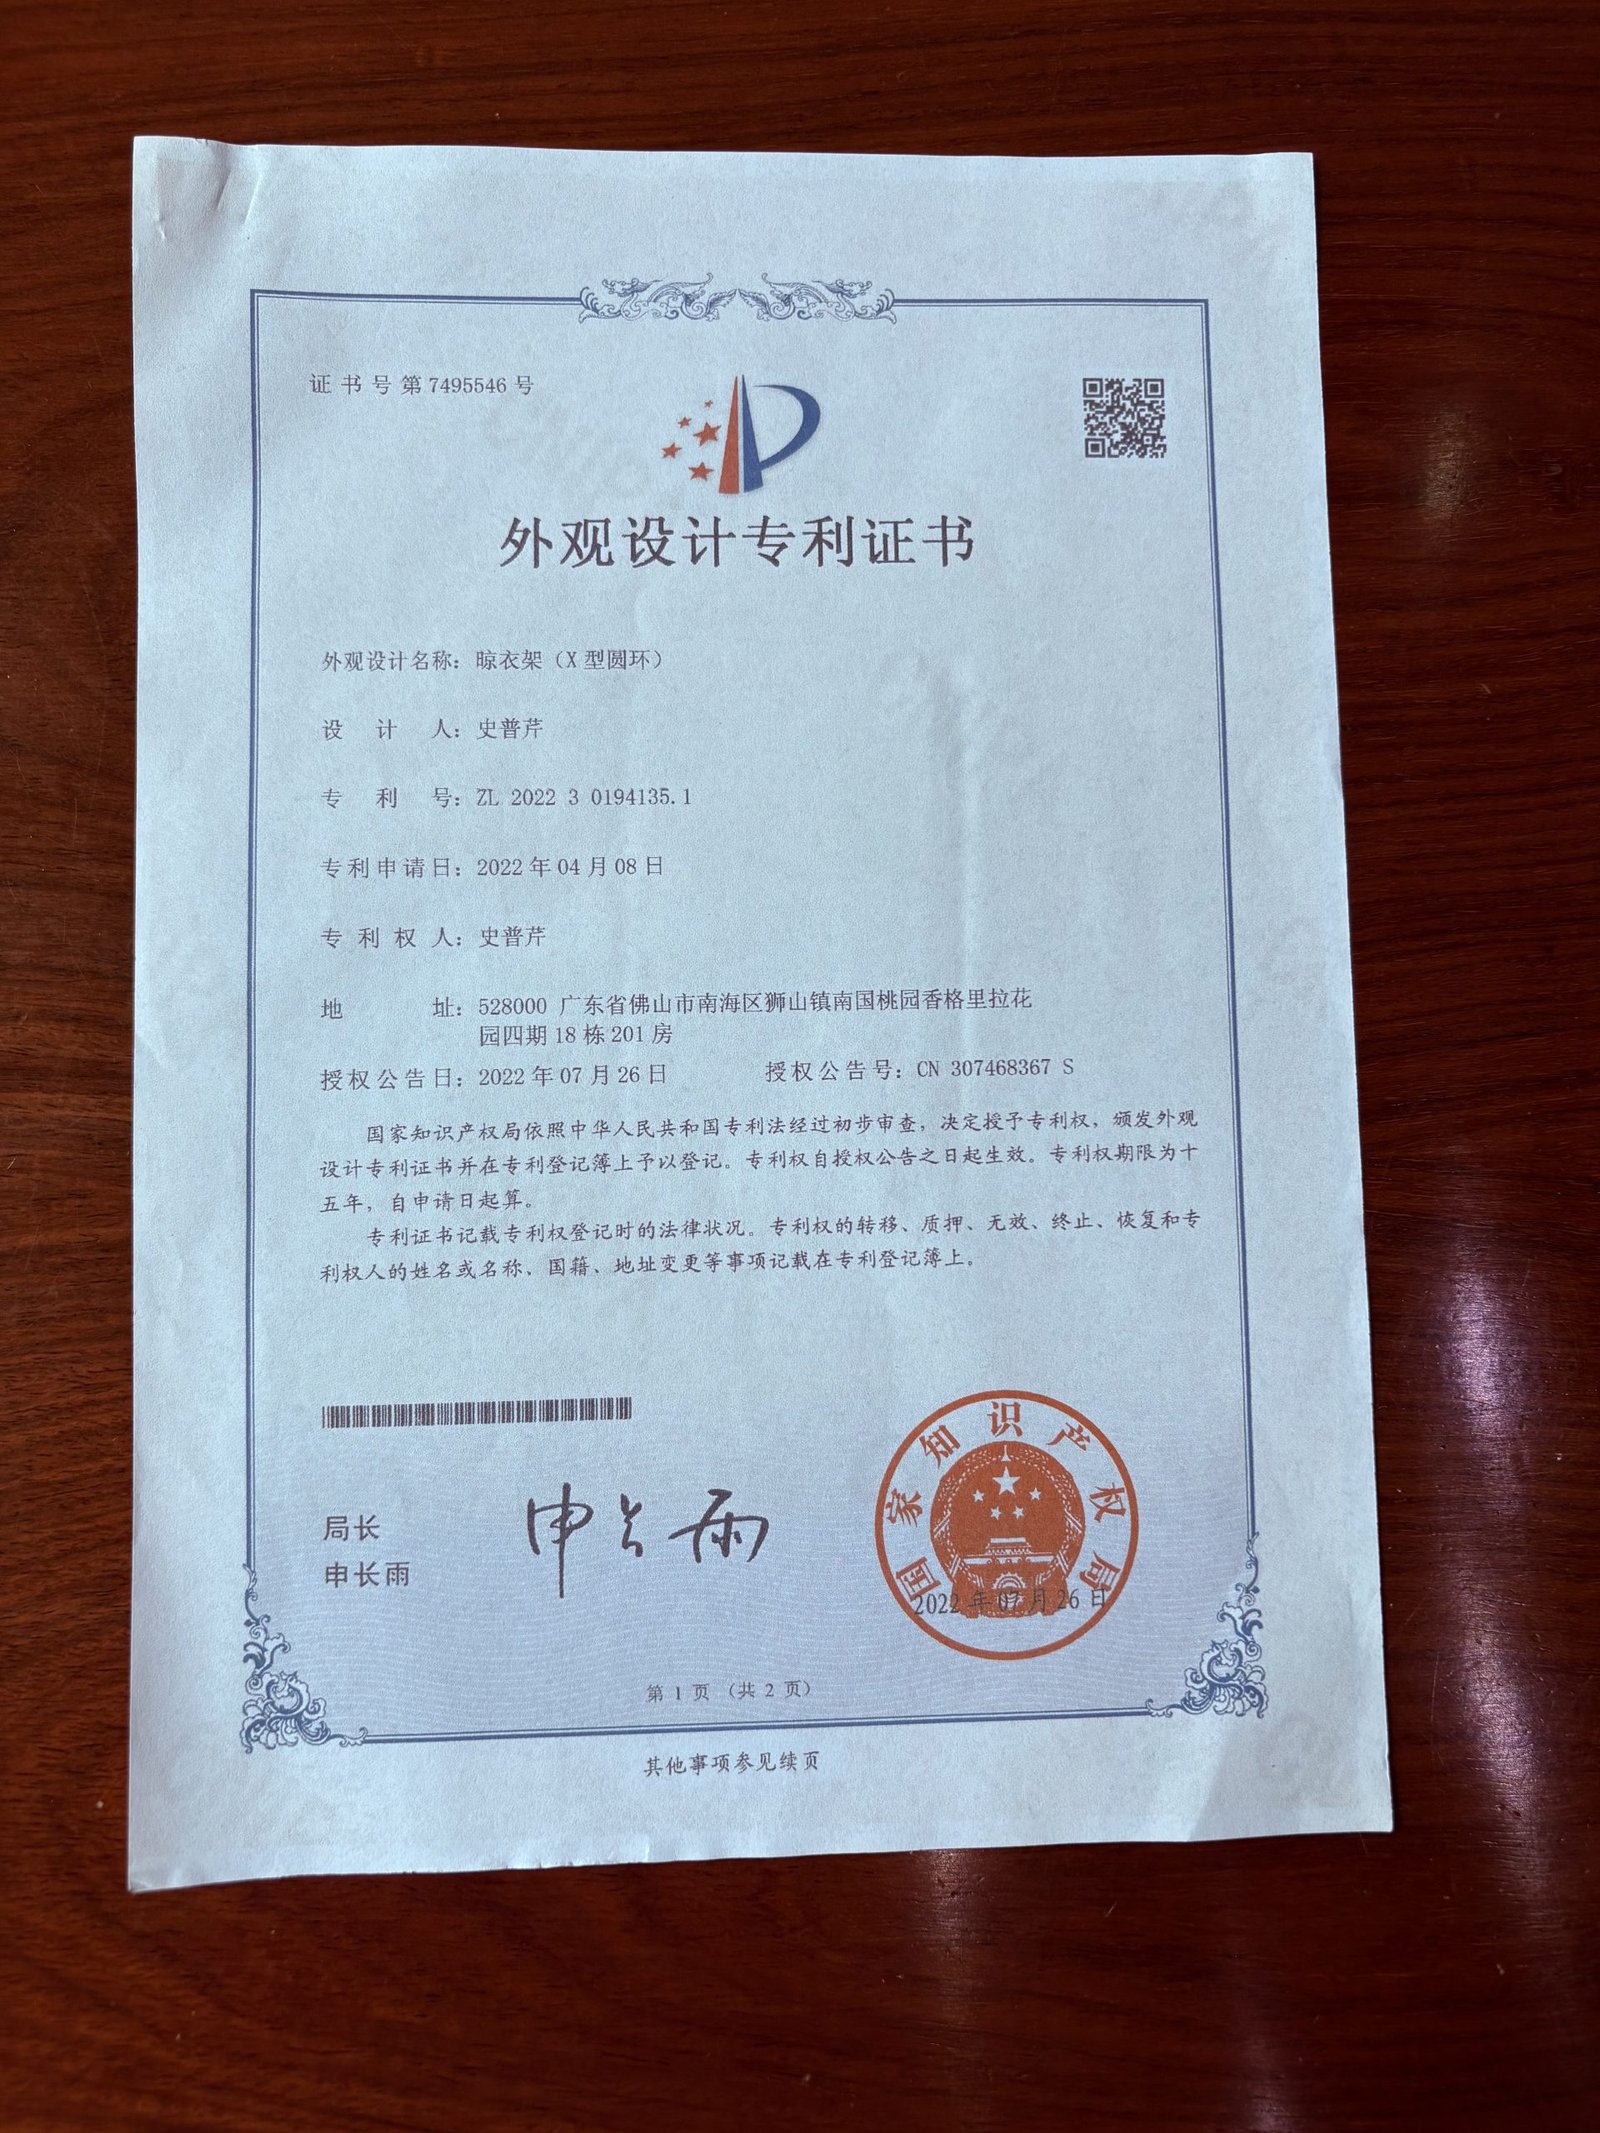 证书号第7495546号
外观设计专利证书
外观设计名称：晾衣架（X型圆环）
设计人：史普芹
专利号：ZL 2022 3 0194135.1
专利申请日：2022年04月08日
专利权人：史普芹
地址：528000 广东省佛山市南海区狮山镇南国桃园香格里拉花
园四期18栋201房
授权公告日：2022年07月26日 授权公告号：CN 307468367 S
国家知识产权局依照中华人民共和国专利法经过初步审查，决定授予专利权，颁发外观
设计专利证书并在专利登记簿上予以登记。专利权自授权公告之日起生效。专利权期限为十
五年，自申请日起算。
专利证书记载专利权登记时的法律状况。专利权的转移、质押、无效、终止、恢复和专
利权人的姓名或名称、国籍、地址变更等事项记载在专利登记簿上。
局长
申长雨
申长雨
国家知识产权局
2022年07月26日
第1页（共2页）
其他事项参见续页